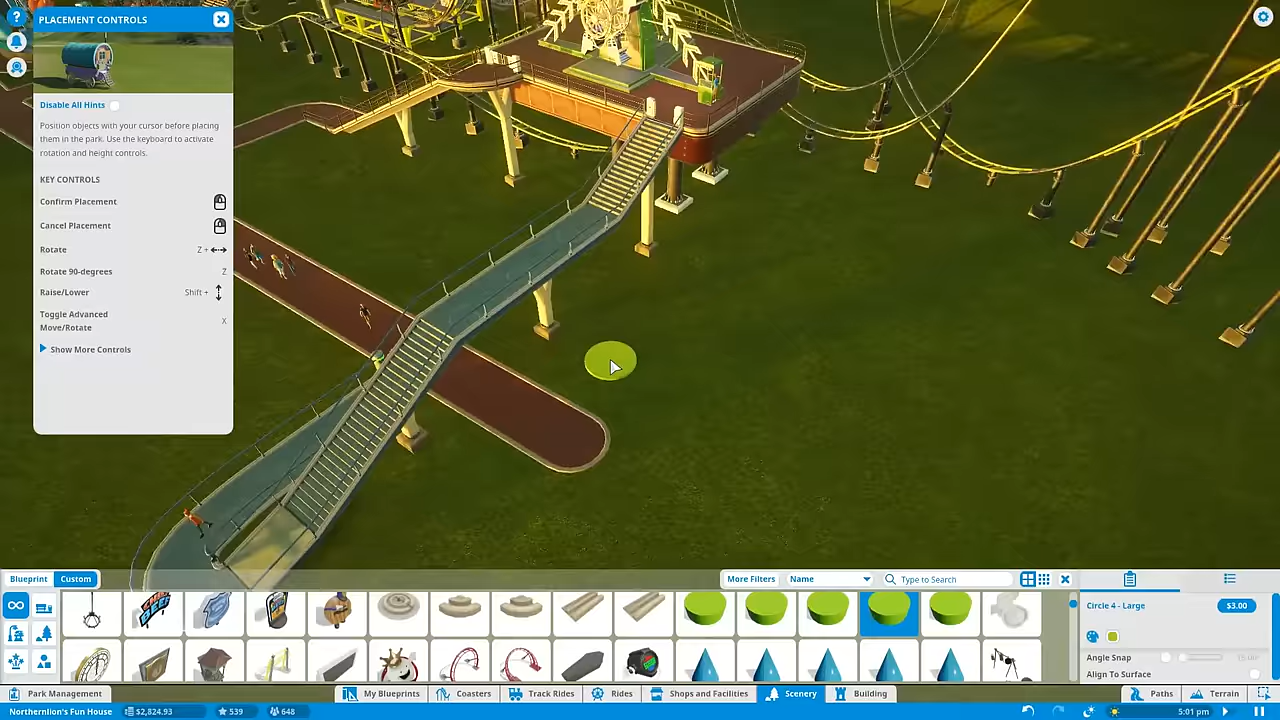 PLACEMENT CONTROLS
Disable All Hints
Position objects with your cursor before placing
them in the park. Use the keyboard to activate
rotation and height controls.
KEY CONTROLS
Confirm Placement
Cancel Placement
Rotate Z +
Rotate 90-degrees Z
Raise/Lower Shift +
Toggle Advanced
Move/Rotate X
Show More Controls
Blueprint Custom More Filters Name Type to Search
Circle 4 - Large $3.00
Angle Snap
Align To Surface
Park Management My Blueprints Coasters Track Rides Rides Shops and Facilities Scenery Building Paths Terrain
Northernlion's Fun House $2,824.93 539 648 5:01 pm